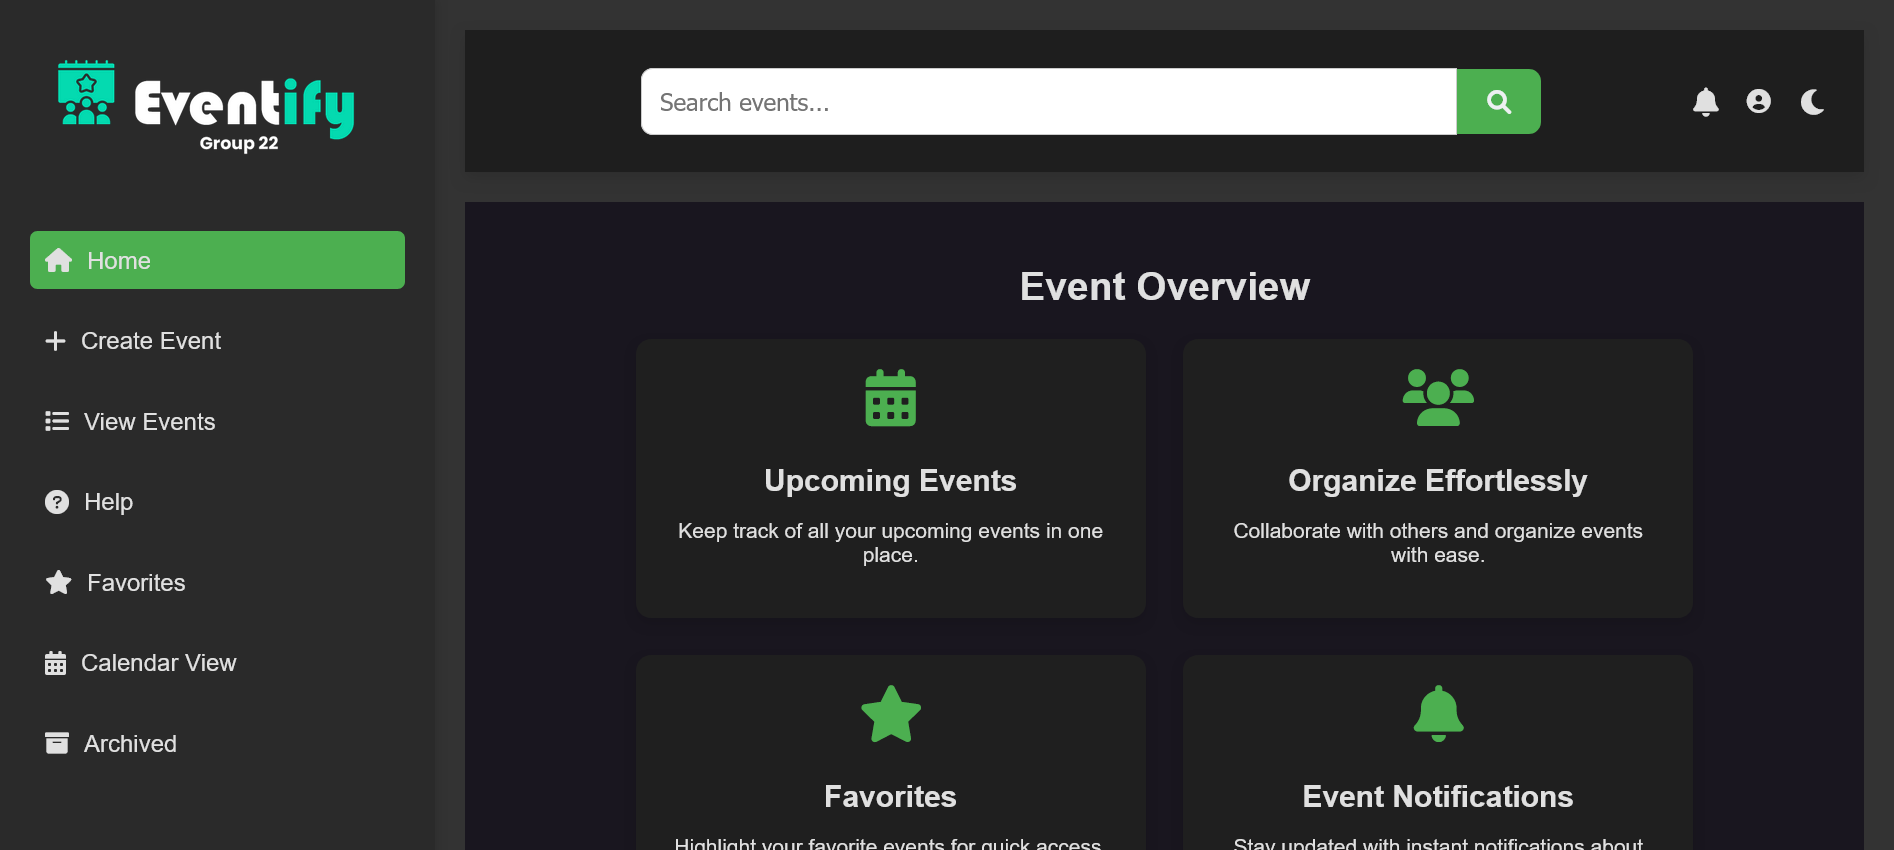 Eventify
Group 22
Home
Create Event
View Events
Help
Favorites
Calendar View
Archived
Search events...
Event Overview
Upcoming Events
Keep track of all your upcoming events in one
place.
Organize Effortlessly
Collaborate with others and organize events
with ease.
Favorites
Highlight your favorite events for quick access
Event Notifications
Stay updated with instant notifications about